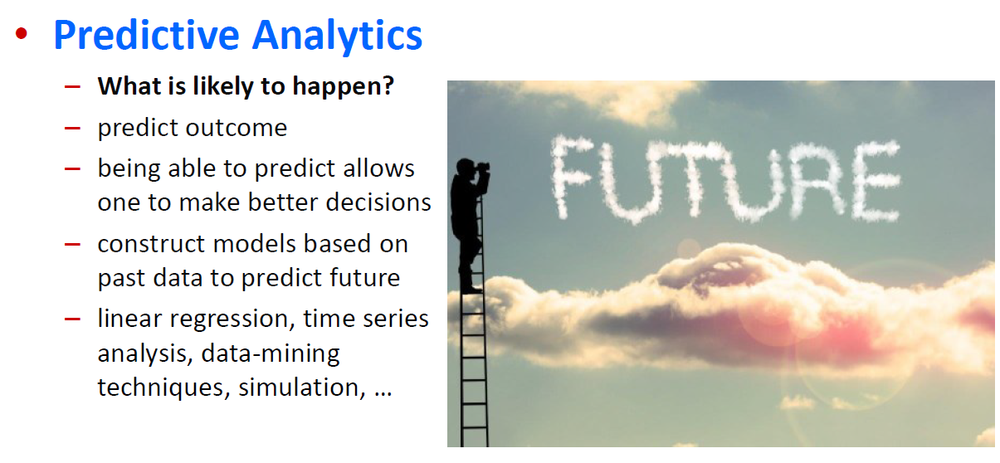 • Predictive Analytics
– What is likely to happen?
– predict outcome
– being able to predict allows
one to make better decisions
– construct models based on
past data to predict future
– linear regression, time series
analysis, data-mining
techniques, simulation, ...
FUTURE